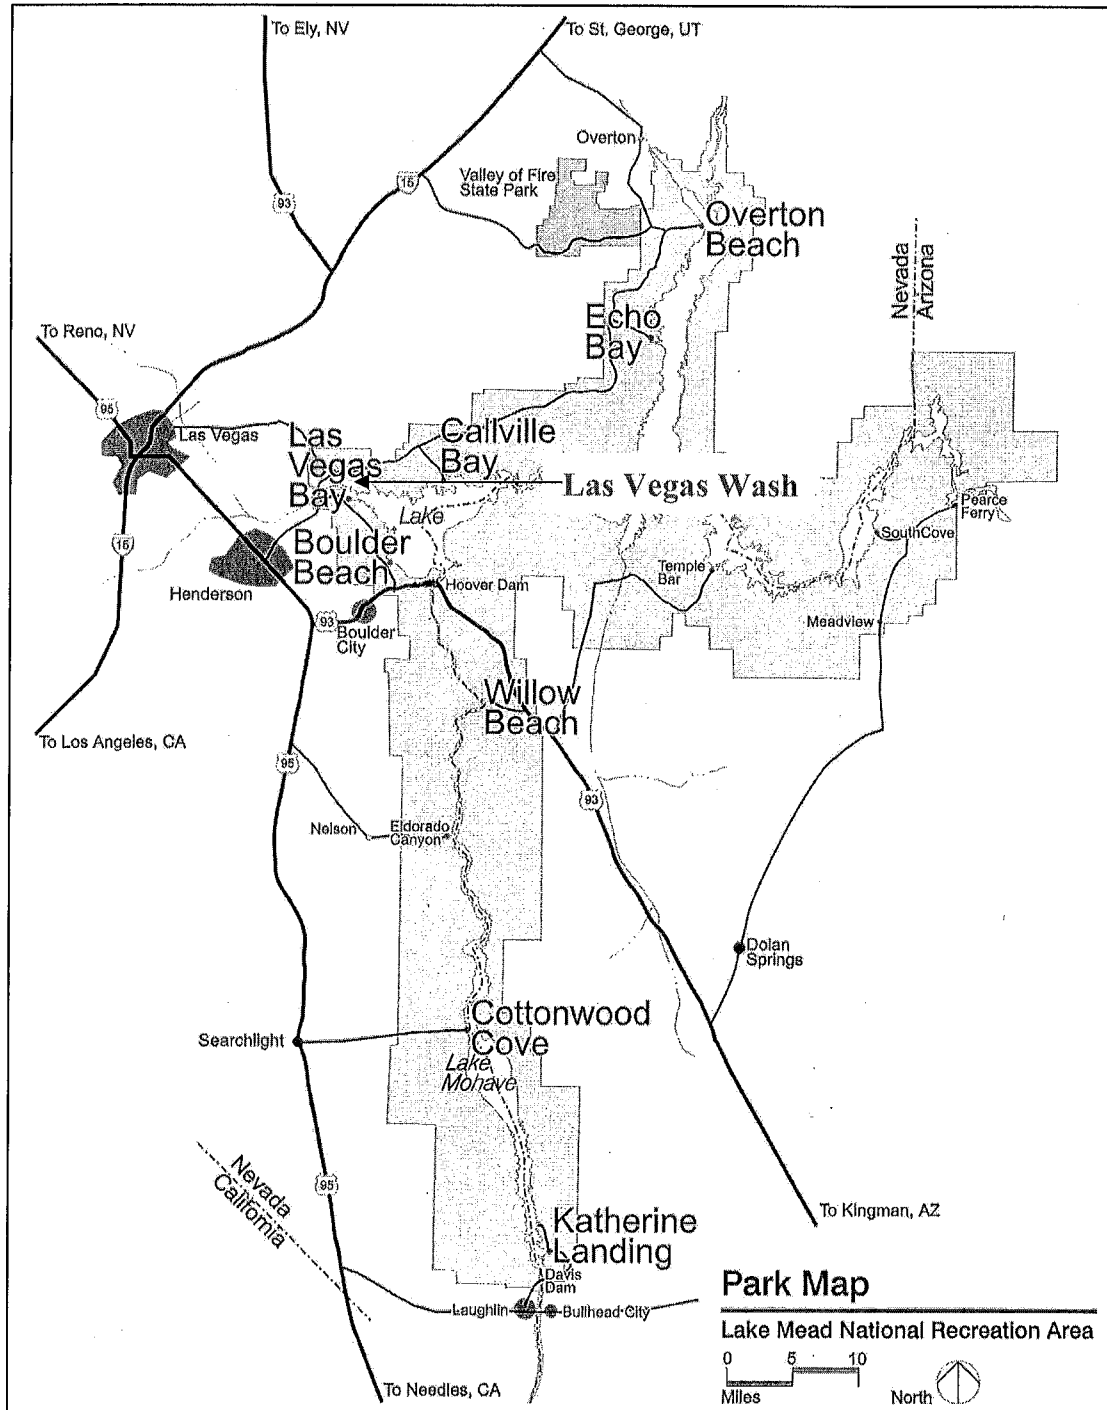 To Ely, NV
To St. George, UT
Overton
15
Valley of Fire
State Park
93
Overton
Beach
Nevada
Arizona
Echo
Bay
To Reno, NV
95
Las Vegas
Las
Vegas
Bay
Callville
Bay
Las Vegas Wash
Lake
Pearce
Ferry
SouthCove
15
Boulder
Beach
Temple
Bar
Hoover Dam
Henderson
93
Boulder
City
Meadview
Willow
Beach
To Los Angeles, CA
95
93
Nelson
Eldorado
Canyon
Dolan
Springs
Cottonwood
Cove
Searchlight
Lake
Mohave
Nevada
California
95
To Kingman, AZ
Katherine
Landing
Davis
Dam
Laughlin
Bullhead City
To Needles, CA
Park Map
Lake Mead National Recreation Area
0 5 10
Miles
North